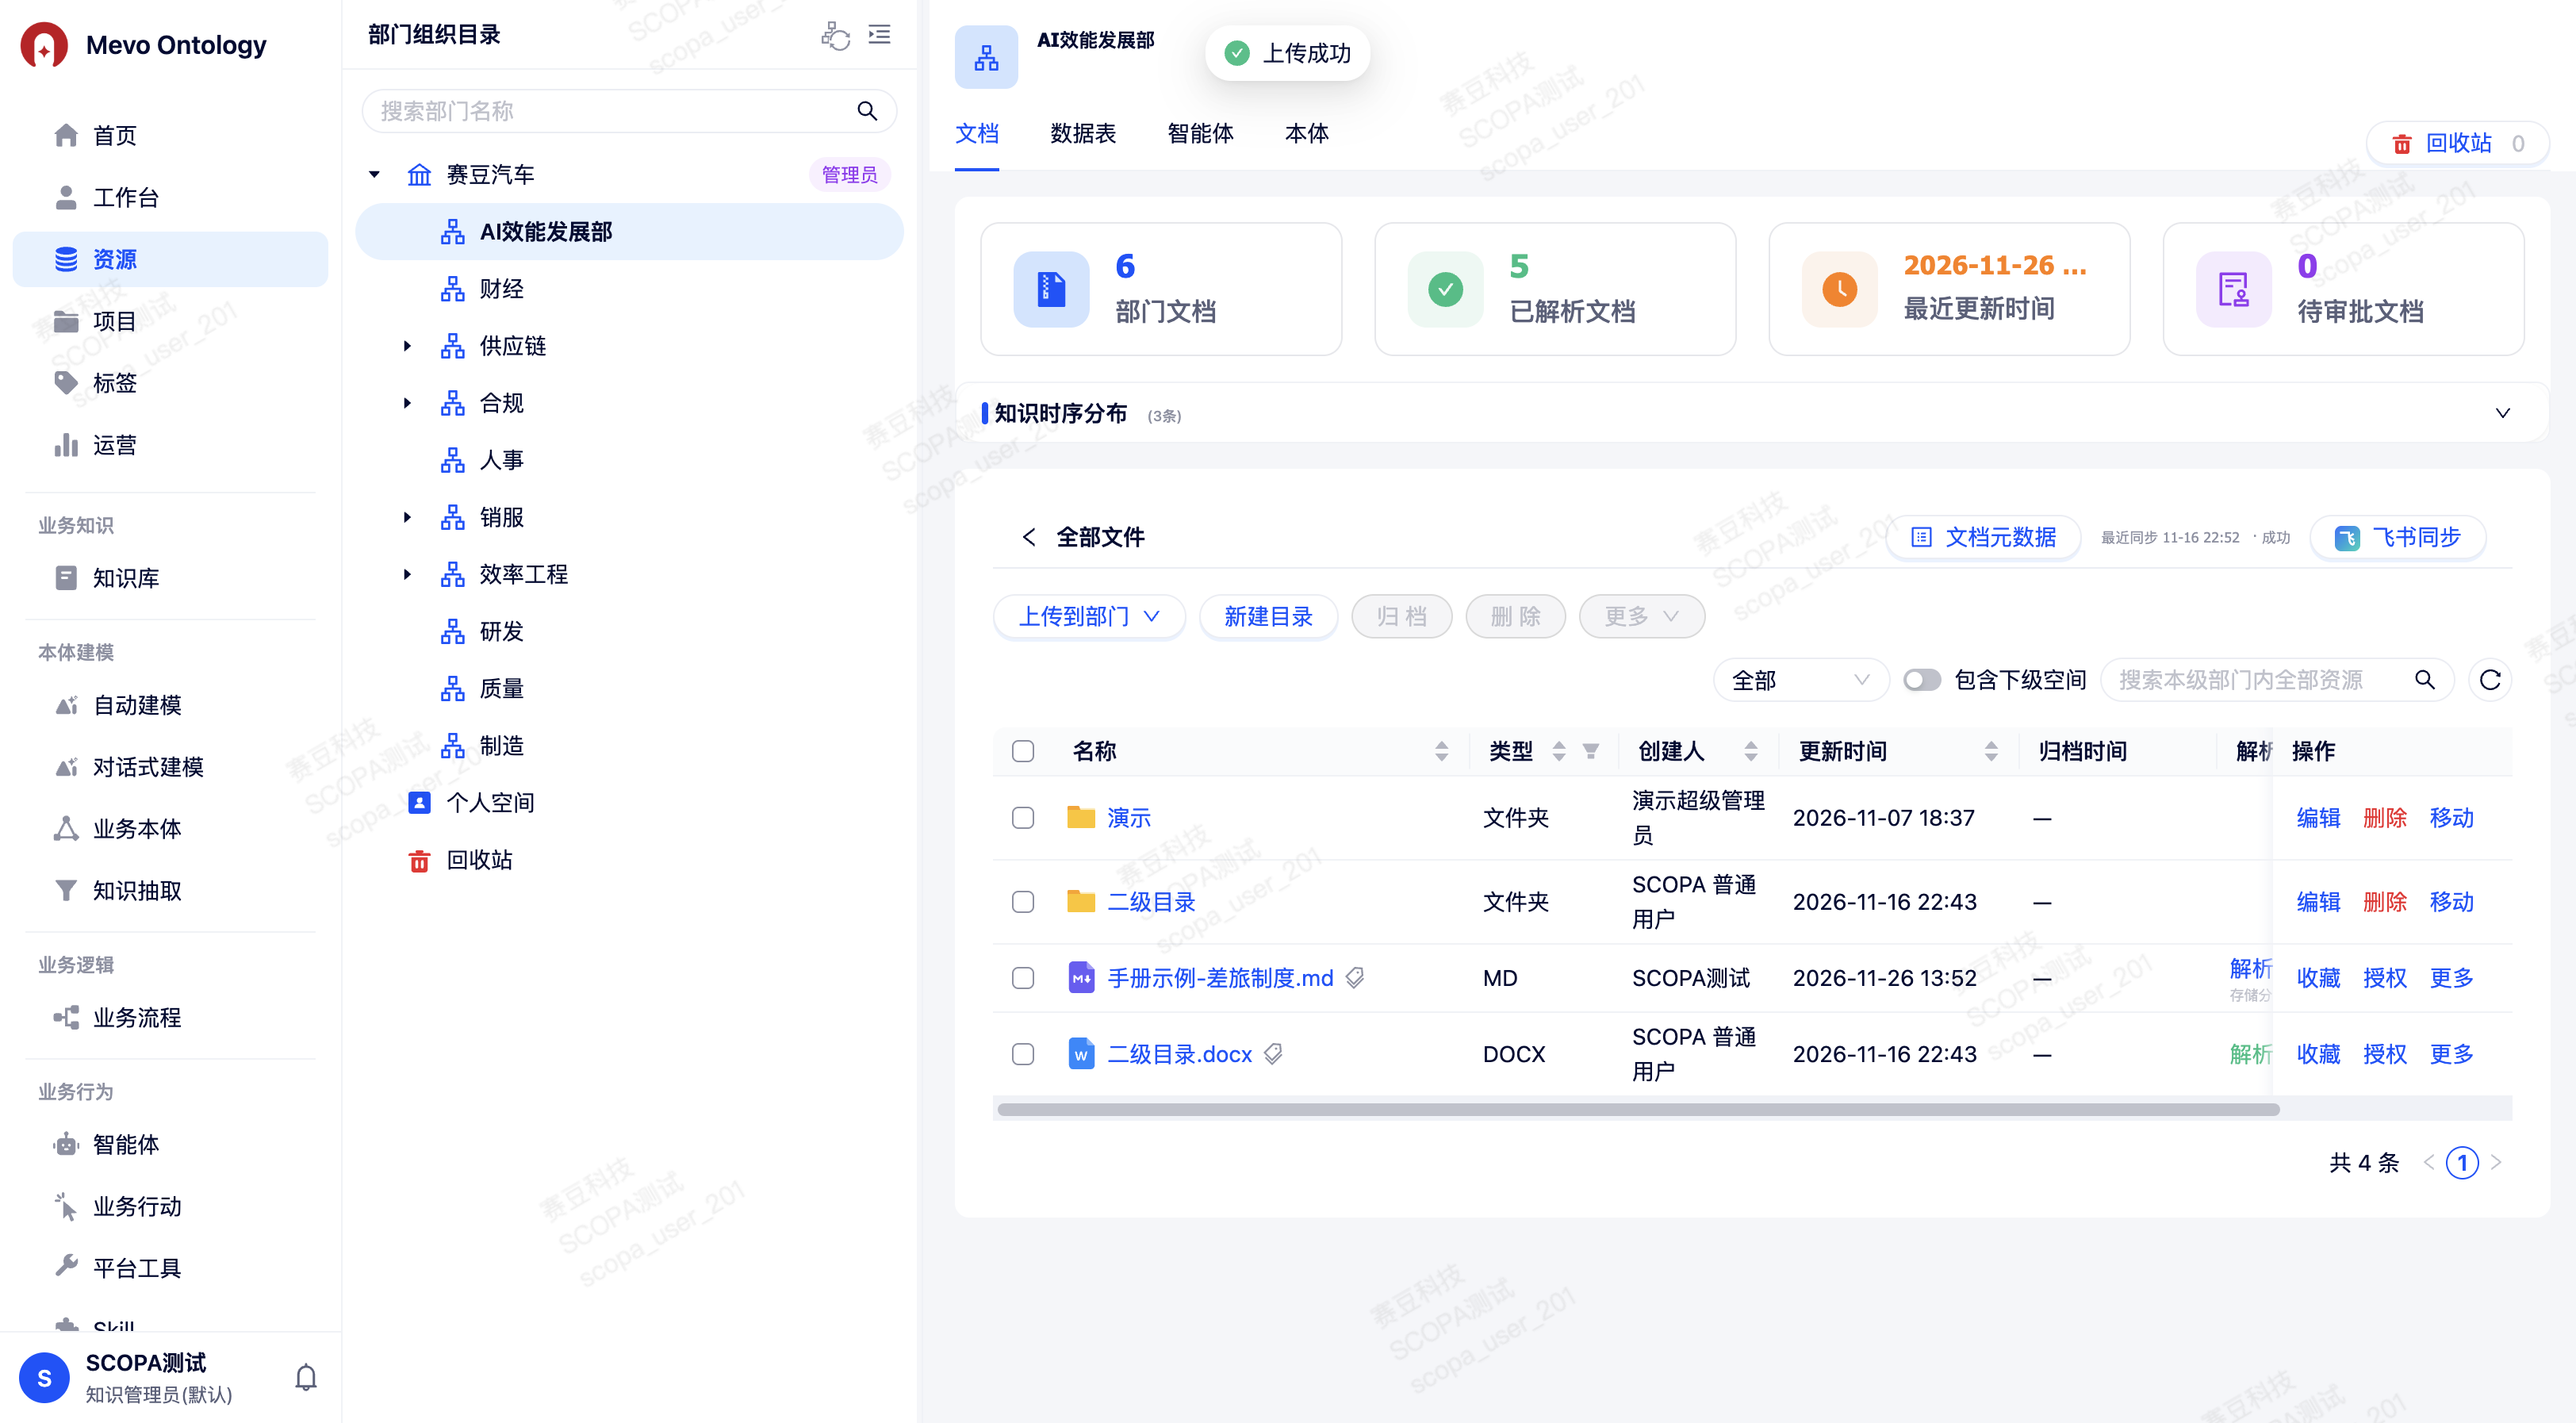 Mevo Ontology
首页
工作台
资源
项目
标签
运营
业务知识
知识库
本体建模
自动建模
对话式建模
业务本体
知识抽取
业务逻辑
业务流程
业务行为
智能体
业务行动
平台工具
Skill
S
SCOPA测试
知识管理员(默认)
部门组织目录
搜索部门名称
赛豆汽车
管理员
AI效能发展部
财经
供应链
合规
人事
销服
效率工程
研发
质量
制造
个人空间
回收站
AI效能发展部
上传成功
文档 数据表 智能体 本体
回收站 0
6
部门文档
5
已解析文档
2026-11-26 ...
最近更新时间
0
待审批文档
知识时序分布 (3条)
全部文件
文档元数据
最近同步 11-16 22:52 · 成功
飞书同步
上传到部门 新建目录 归 档 删 除 更多
全部 包含下级空间 搜索本级部门内全部资源
名称 类型 创建人 更新时间 归档时间 解析 操作
演示 文件夹 演示超级管理员 2026-11-07 18:37 — 编辑 删除 移动
二级目录 文件夹 SCOPA 普通用户 2026-11-16 22:43 — 编辑 删除 移动
手册示例-差旅制度.md MD SCOPA测试 2026-11-26 13:52 — 解析 存储分 收藏 授权 更多
二级目录.docx DOCX SCOPA 普通用户 2026-11-16 22:43 — 解析 收藏 授权 更多
共 4 条 1
赛豆科技
SCOPA测试
scopa_user_201